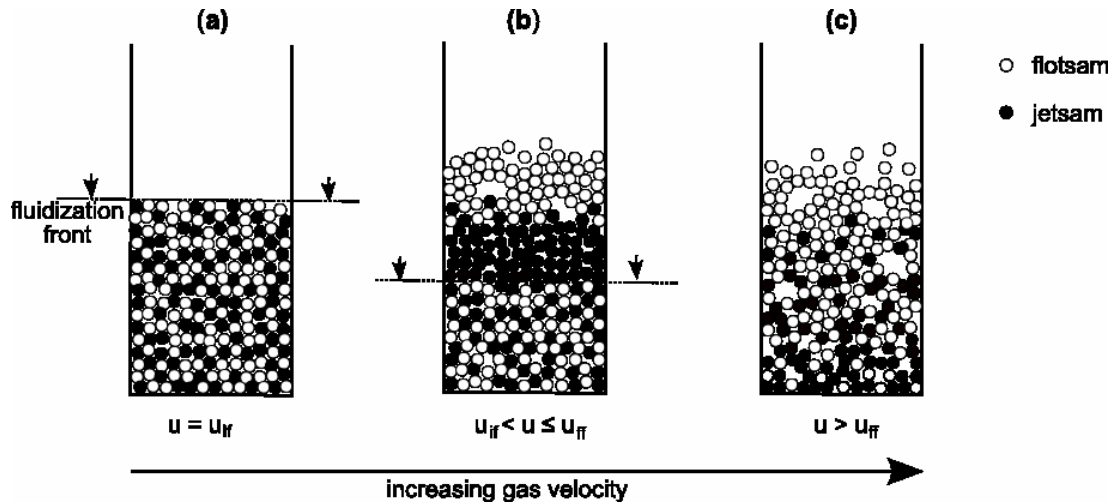 (a)
(b)
(c)
flotsam
jetsam
fluidization
front
u = u_if
u_if < u ≤ u_ff
u > u_ff
increasing gas velocity